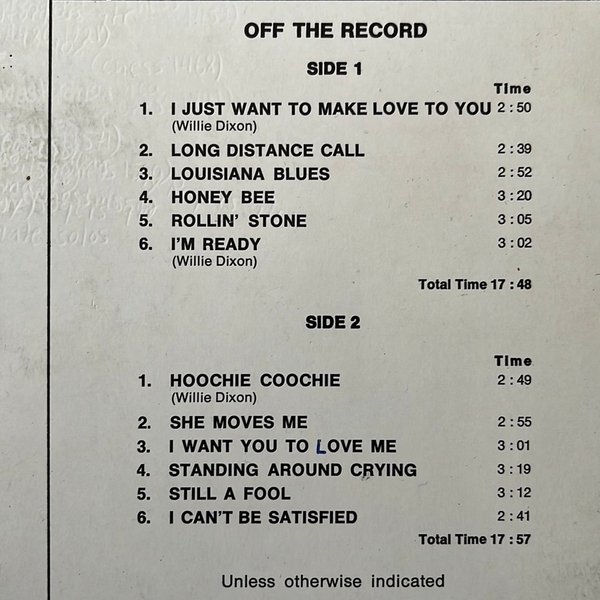 OFF THE RECORD
SIDE 1
Time
1. I JUST WANT TO MAKE LOVE TO YOU 2:50
(Willie Dixon)
2. LONG DISTANCE CALL 2:39
3. LOUISIANA BLUES 2:52
4. HONEY BEE 3:20
5. ROLLIN' STONE 3:05
6. I'M READY 3:02
(Willie Dixon)
Total Time 17:48
SIDE 2
Time
1. HOOCHIE COOCHIE 2:49
(Willie Dixon)
2. SHE MOVES ME 2:55
3. I WANT YOU TO LOVE ME 3:01
4. STANDING AROUND CRYING 3:19
5. STILL A FOOL 3:12
6. I CAN'T BE SATISFIED 2:41
Total Time 17:57
Unless otherwise indicated